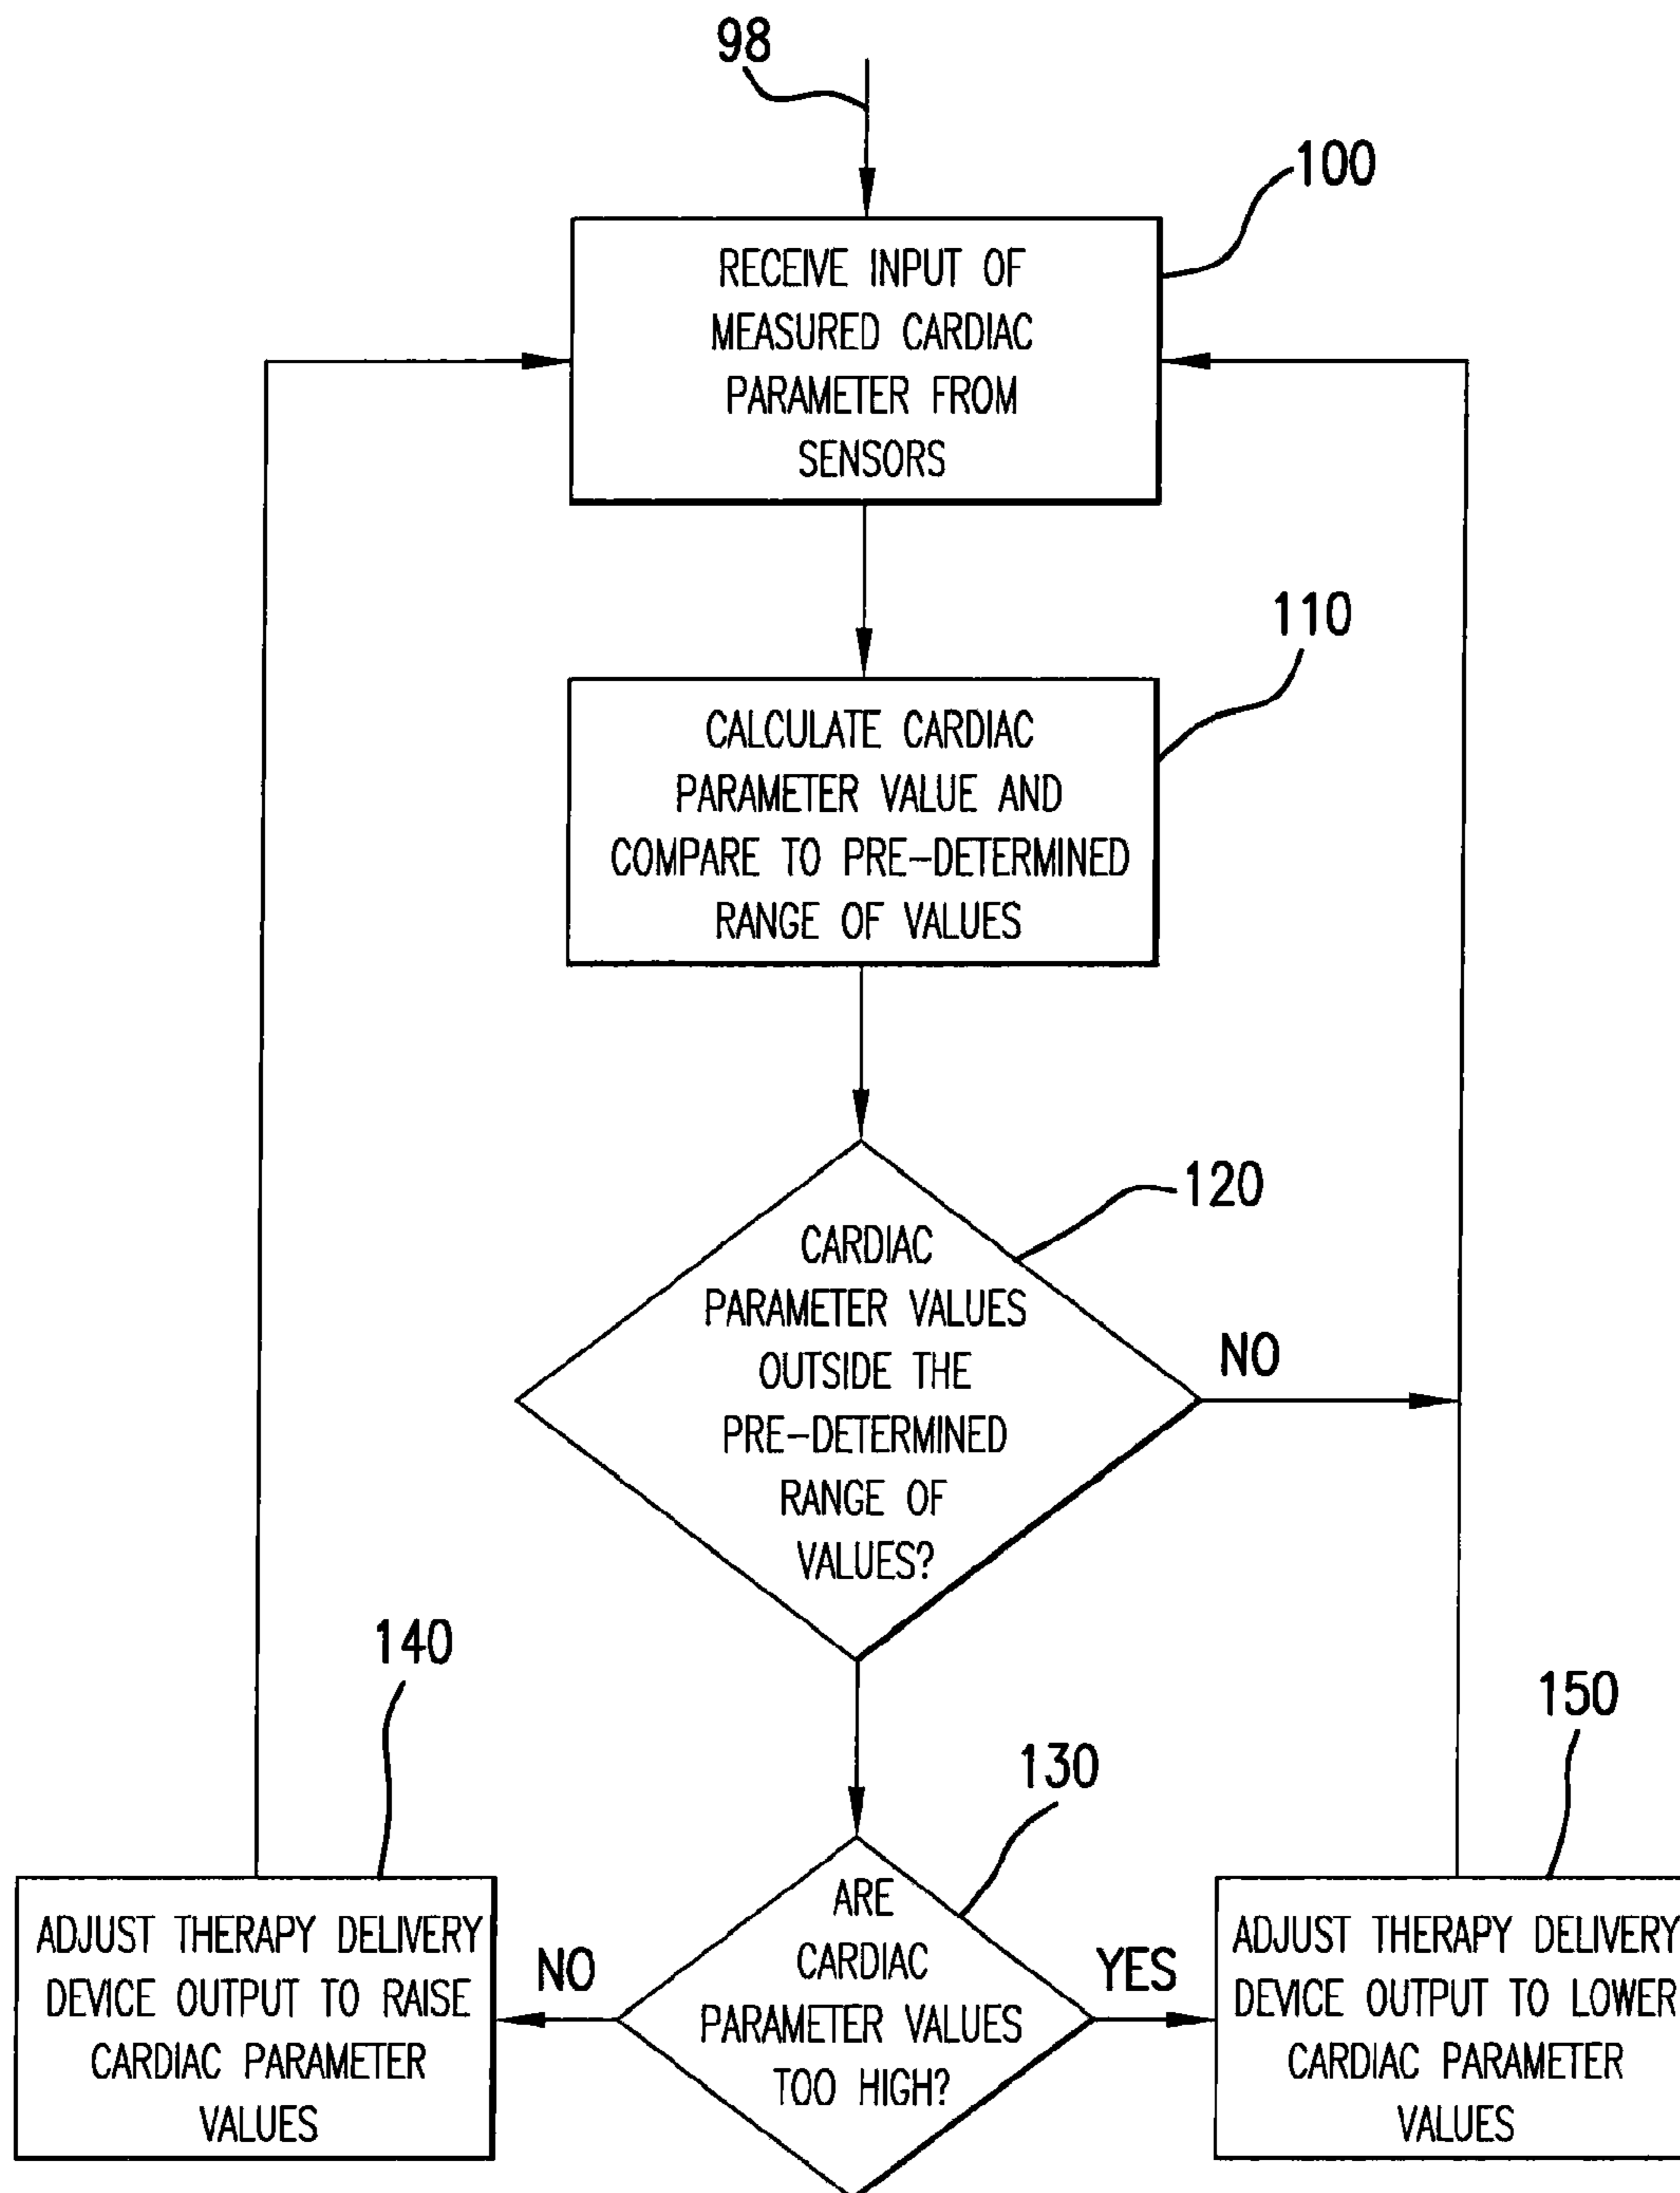 98
100
RECEIVE INPUT OF
MEASURED CARDIAC
PARAMETER FROM
SENSORS
110
CALCULATE CARDIAC
PARAMETER VALUE AND
COMPARE TO PRE-DETERMINED
RANGE OF VALUES
120
CARDIAC
PARAMETER VALUES
OUTSIDE THE
PRE-DETERMINED
RANGE OF
VALUES?
NO
140
ADJUST THERAPY DELIVERY
DEVICE OUTPUT TO RAISE
CARDIAC PARAMETER
VALUES
NO
130
ARE
CARDIAC
PARAMETER VALUES
TOO HIGH?
YES
150
ADJUST THERAPY DELIVERY
DEVICE OUTPUT TO LOWER
CARDIAC PARAMETER
VALUES